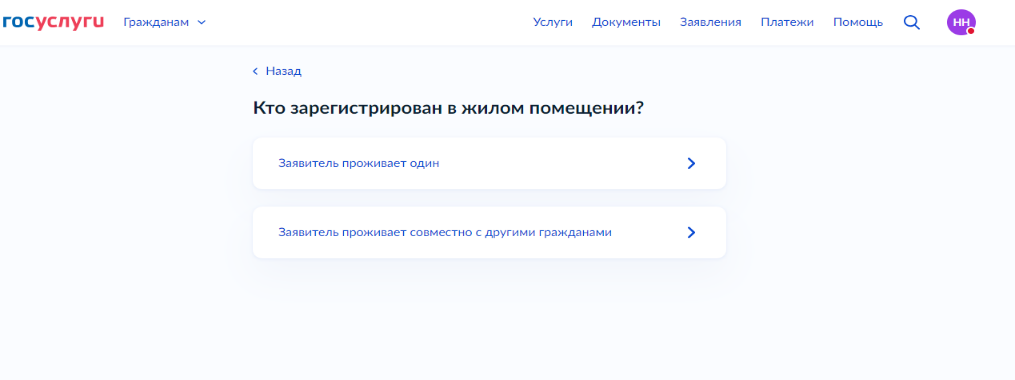 госуслуги Гражданам Услуги Документы Заявления Платежи Помощь НН
Назад
Кто зарегистрирован в жилом помещении?
Заявитель проживает один
Заявитель проживает совместно с другими гражданами